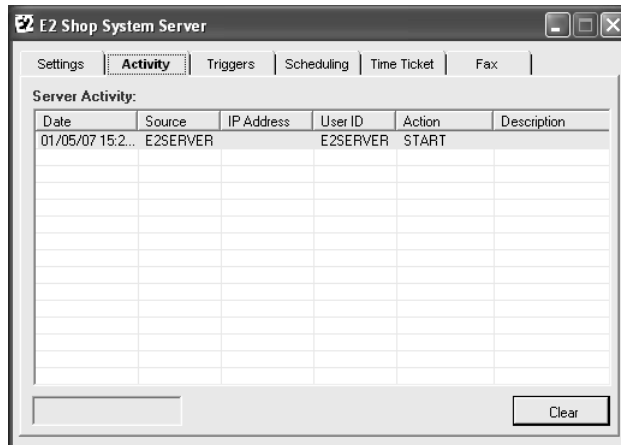 E2 E2 Shop System Server
Settings Activity Triggers Scheduling Time Ticket Fax
Server Activity:
Date Source IP Address User ID Action Description
01/05/07 15:2... E2SERVER E2SERVER START
Clear